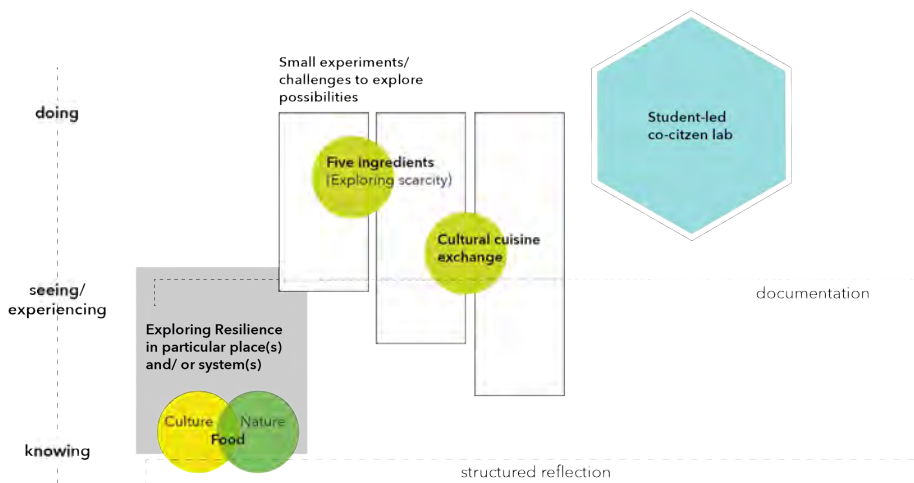 Small experiments/
challenges to explore
possibilities
doing
Student-led
co-citzen lab
Five ingredients
(Exploring scarcity)
Cultural cuisine
exchange
seeing/
experiencing
documentation
Exploring Resilience
in particular place(s)
and/ or system(s)
Culture
Nature
Food
knowing
structured reflection